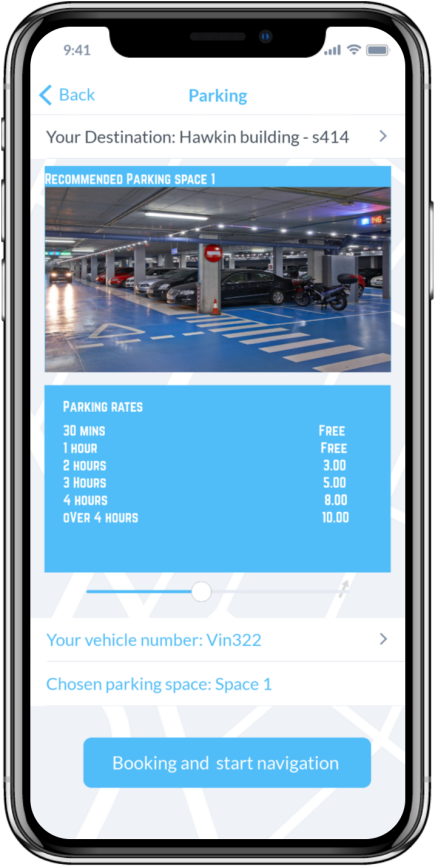 9:41
Back Parking
Your Destination: Hawkin building - s414
Recommended Parking space 1
Parking rates
30 mins Free
1 hour Free
2 hours 3.00
3 Hours 5.00
4 hours 8.00
oVer 4 hours 10.00
Your vehicle number: Vin322
Chosen parking space: Space 1
Booking and start navigation